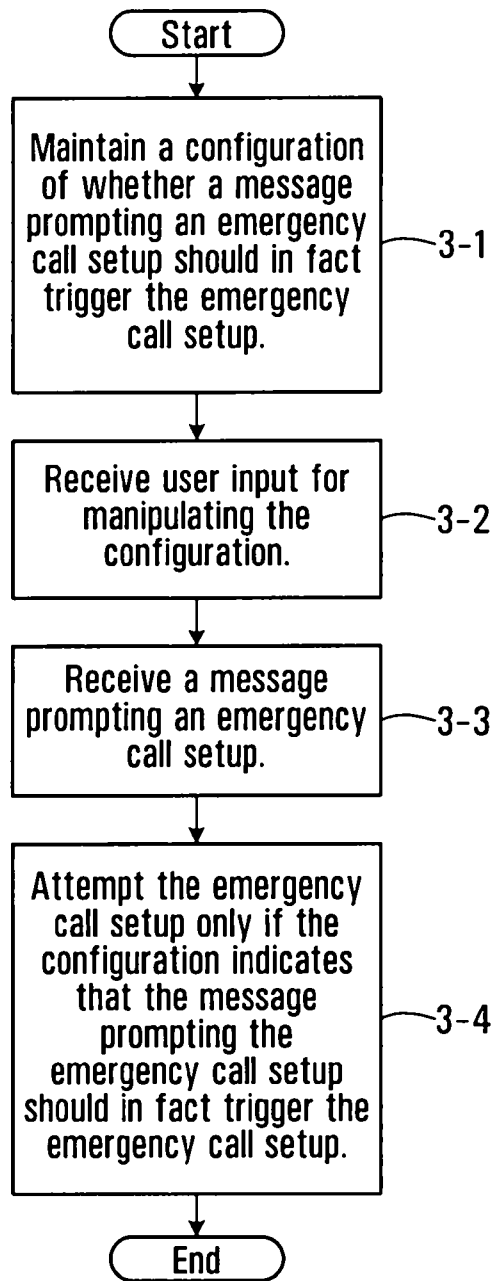 Start
Maintain a configuration
of whether a message
prompting an emergency
call setup should in fact
trigger the emergency
call setup.
3-1
Receive user input for
manipulating the
configuration.
3-2
Receive a message
prompting an emergency
call setup.
3-3
Attempt the emergency
call setup only if the
configuration indicates
that the message
prompting the
emergency call setup
should in fact trigger the
emergency call setup.
3-4
End